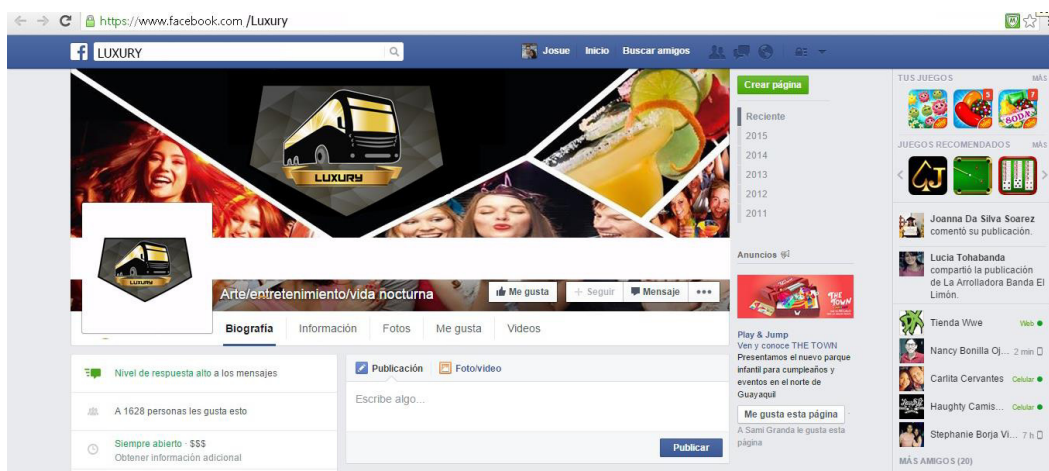 https://www.facebook.com /Luxury
LUXURY
Josue Inicio Buscar amigos
LUXURY
LUXURY
Arte/entretenimiento/vida nocturna
Me gusta
Seguir
Mensaje
Biografía Información Fotos Me gusta Videos
Nivel de respuesta alto a los mensajes
A 1628 personas les gusta esto
Siempre abierto · $$$
Obtener información adicional
Publicación Foto/video
Escribe algo...
Publicar
Crear página
Reciente
2015
2014
2013
2012
2011
Anuncios
THE TOWN
Play & Jump
Ven y conoce THE TOWN
Presentamos el nuevo parque
infantil para cumpleaños y
eventos en el norte de
Guayaquil
Me gusta esta página
A Sami Granda le gusta esta
página
TUS JUEGOS MÁS
5
7
SODA
JUEGOS RECOMENDADOS MÁS
Joanna Da Silva Soarez
comentó su publicación.
Lucia Tohabanda
compartió la publicación
de La Arrolladora Banda El
Limón.
Tienda Wwe Web
Nancy Bonilla Oj... 2 min
Carlita Cervantes Celular
Haughty Camis... Celular
Stephanie Borja Vi... 7 h
MÁS AMIGOS (20)